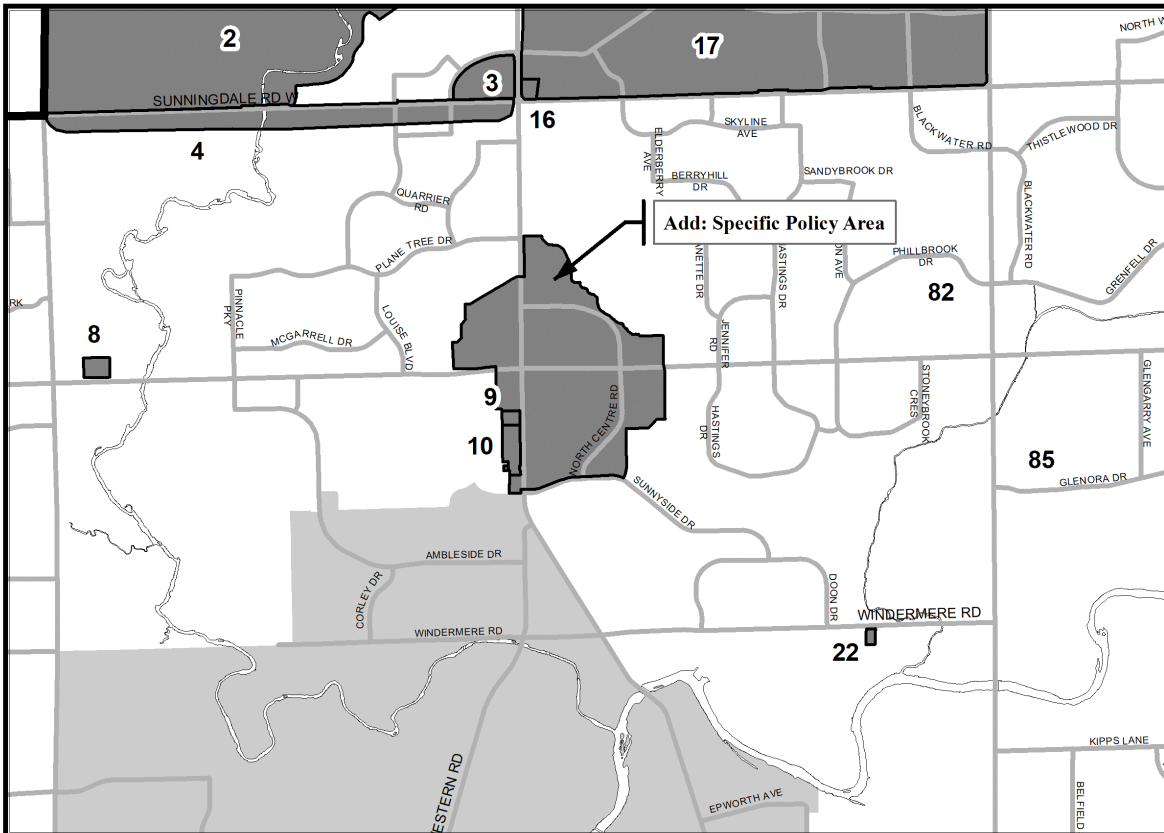 2
17
NORTH W
3
SUNNINGDALE RD W
16
4
SKYLINE
AVE
BLACKWATER RD
THISTLEWOOD DR
ELDERBERRY
AVE
BERRYHILL
DR
SANDYBROOK DR
QUARRIER
RD
BLACKWATER RD
Add: Specific Policy Area
PLANE TREE DR
ANETTE DR
HASTINGS DR
ON AVE
PHILLBROOK
DR
GRENFELL DR
RK
PINNACLE
PKY
82
LOUISE BLVD
8
MCGARRELL DR
JENNIFER
RD
STONEYBROOK
CRES
GLENGARRY AVE
9
NORTH CENTRE RD
HASTINGS
DR
10
85
GLENORA DR
SUNNYSIDE DR
AMBLESIDE DR
CORLEY DR
DOON DR
WINDERMERE RD
WINDERMERE RD
22
KIPPS LANE
ESTERN RD
EPWORTH AVE
BELFIELD